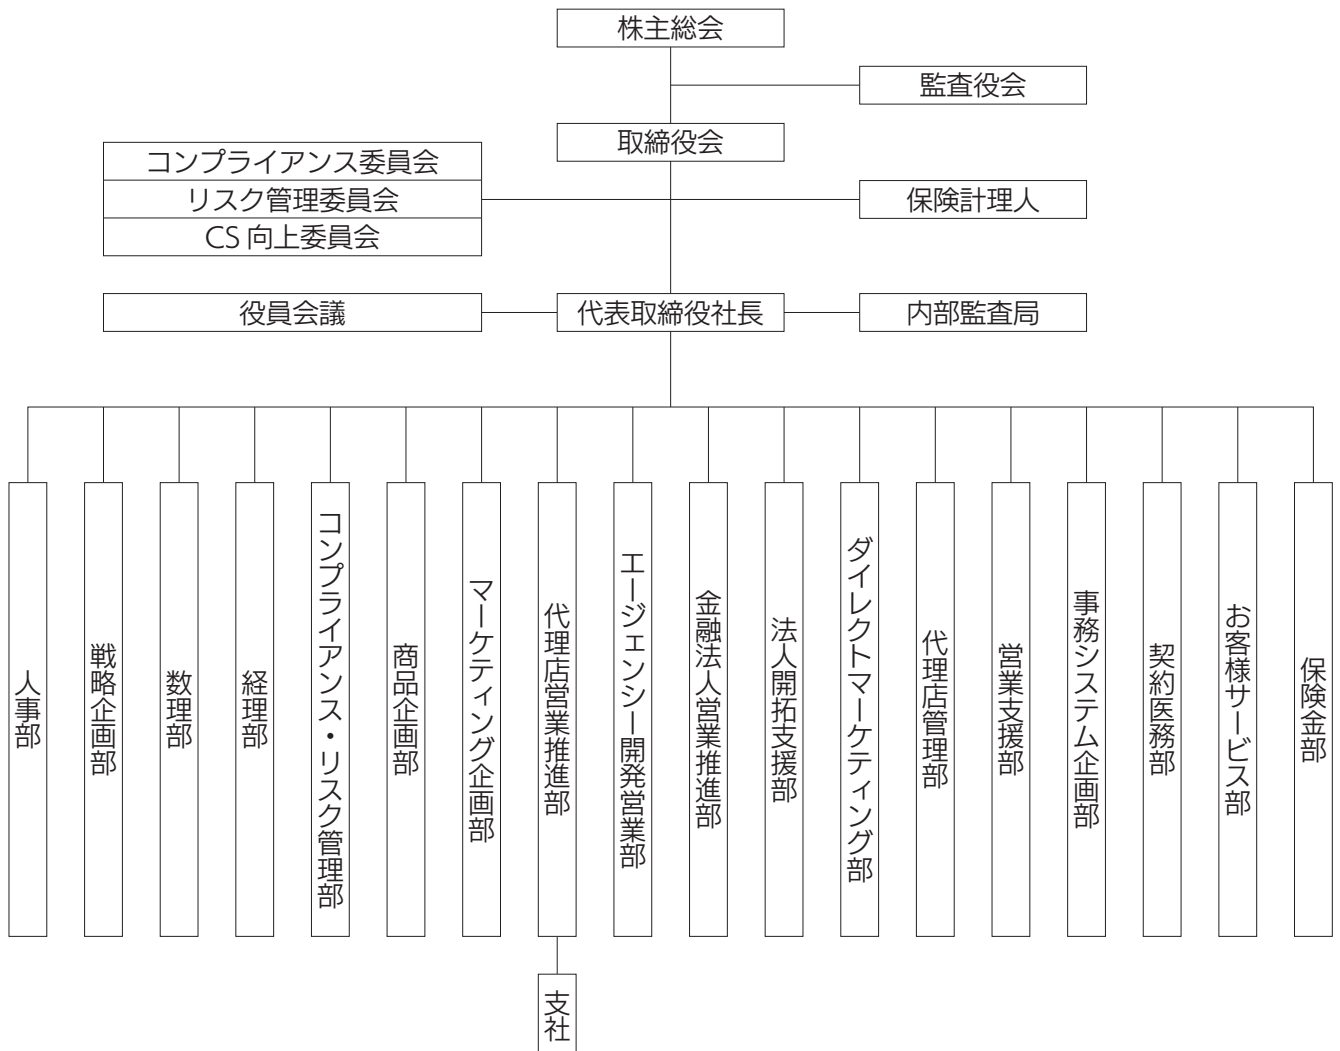 株主総会
監査役会
取締役会
コンプライアンス委員会
リスク管理委員会
CS向上委員会
保険計理人
役員会議
代表取締役社長
内部監査局
人事部
戦略企画部
数理部
経理部
コンプライアンス・リスク管理部
商品企画部
マーケティング企画部
代理店営業推進部
エージェンシー開発営業部
金融法人営業推進部
法人開拓支援部
ダイレクトマーケティング部
代理店管理部
営業支援部
事務システム企画部
契約医務部
お客様サービス部
保険金部
支社